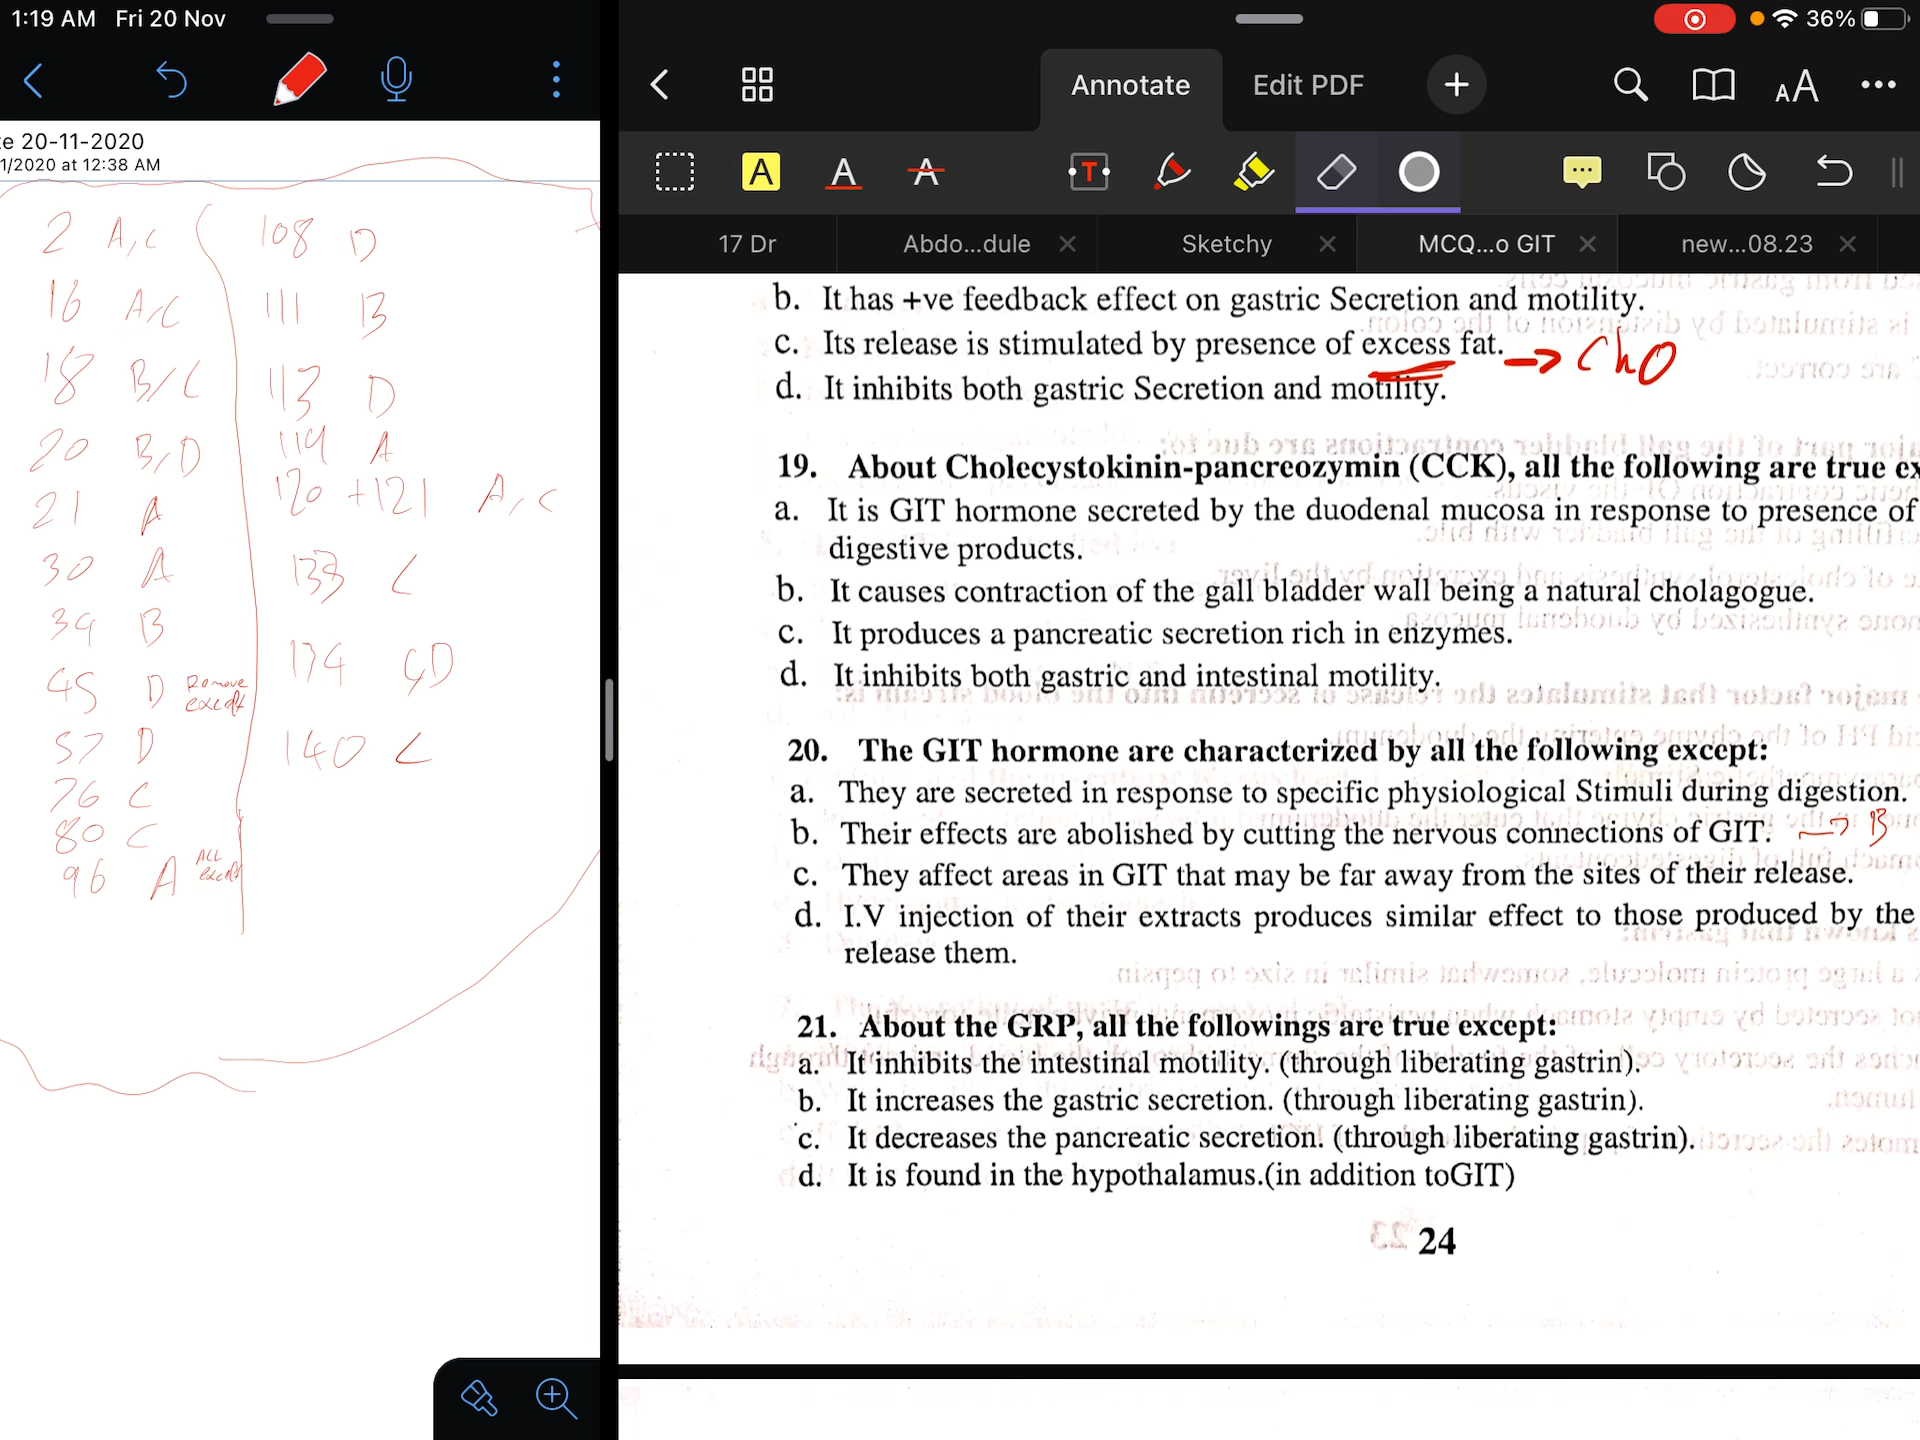 1:19 AM Fri 20 Nov
36%
Annotate
Edit PDF
17 Dr
Abdo...dule
Sketchy
MCQ...o GIT
new...08.23
e 20-11-2020
1/2020 at 12:38 AM
2 A,C
16 A,C
18 B/C
20 B,D
21 A
30 A
39 B
45 D Remove except
57 D
76 C
80 C
96 A ALL except
108 D
111 B
113 D
114 A
120 +121 A,C
133 C
134 C,D
140 C
b. It has +ve feedback effect on gastric Secretion and motility.
c. Its release is stimulated by presence of excess fat. → ChO
d. It inhibits both gastric Secretion and motility.
19. About Cholecystokinin-pancreozymin (CCK), all the following are true ex
a. It is GIT hormone secreted by the duodenal mucosa in response to presence of
digestive products.
b. It causes contraction of the gall bladder wall being a natural cholagogue.
c. It produces a pancreatic secretion rich in enzymes.
d. It inhibits both gastric and intestinal motility.
20. The GIT hormone are characterized by all the following except:
a. They are secreted in response to specific physiological Stimuli during digestion.
b. Their effects are abolished by cutting the nervous connections of GIT. → B
c. They affect areas in GIT that may be far away from the sites of their release.
d. I.V injection of their extracts produces similar effect to those produced by the
release them.
21. About the GRP, all the followings are true except:
a. It inhibits the intestinal motility. (through liberating gastrin).
b. It increases the gastric secretion. (through liberating gastrin).
c. It decreases the pancreatic secretion. (through liberating gastrin).
d. It is found in the hypothalamus.(in addition toGIT)
24